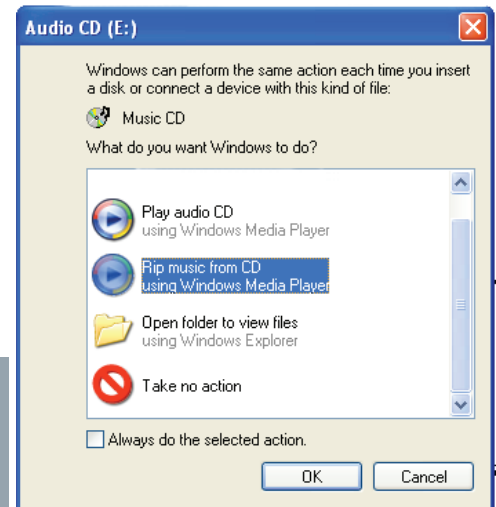 Audio CD (E:)
Windows can perform the same action each time you insert
a disk or connect a device with this kind of file:
Music CD
What do you want Windows to do?
Play audio CD
using Windows Media Player
Rip music from CD
using Windows Media Player
Open folder to view files
using Windows Explorer
Take no action
Always do the selected action.
OK
Cancel